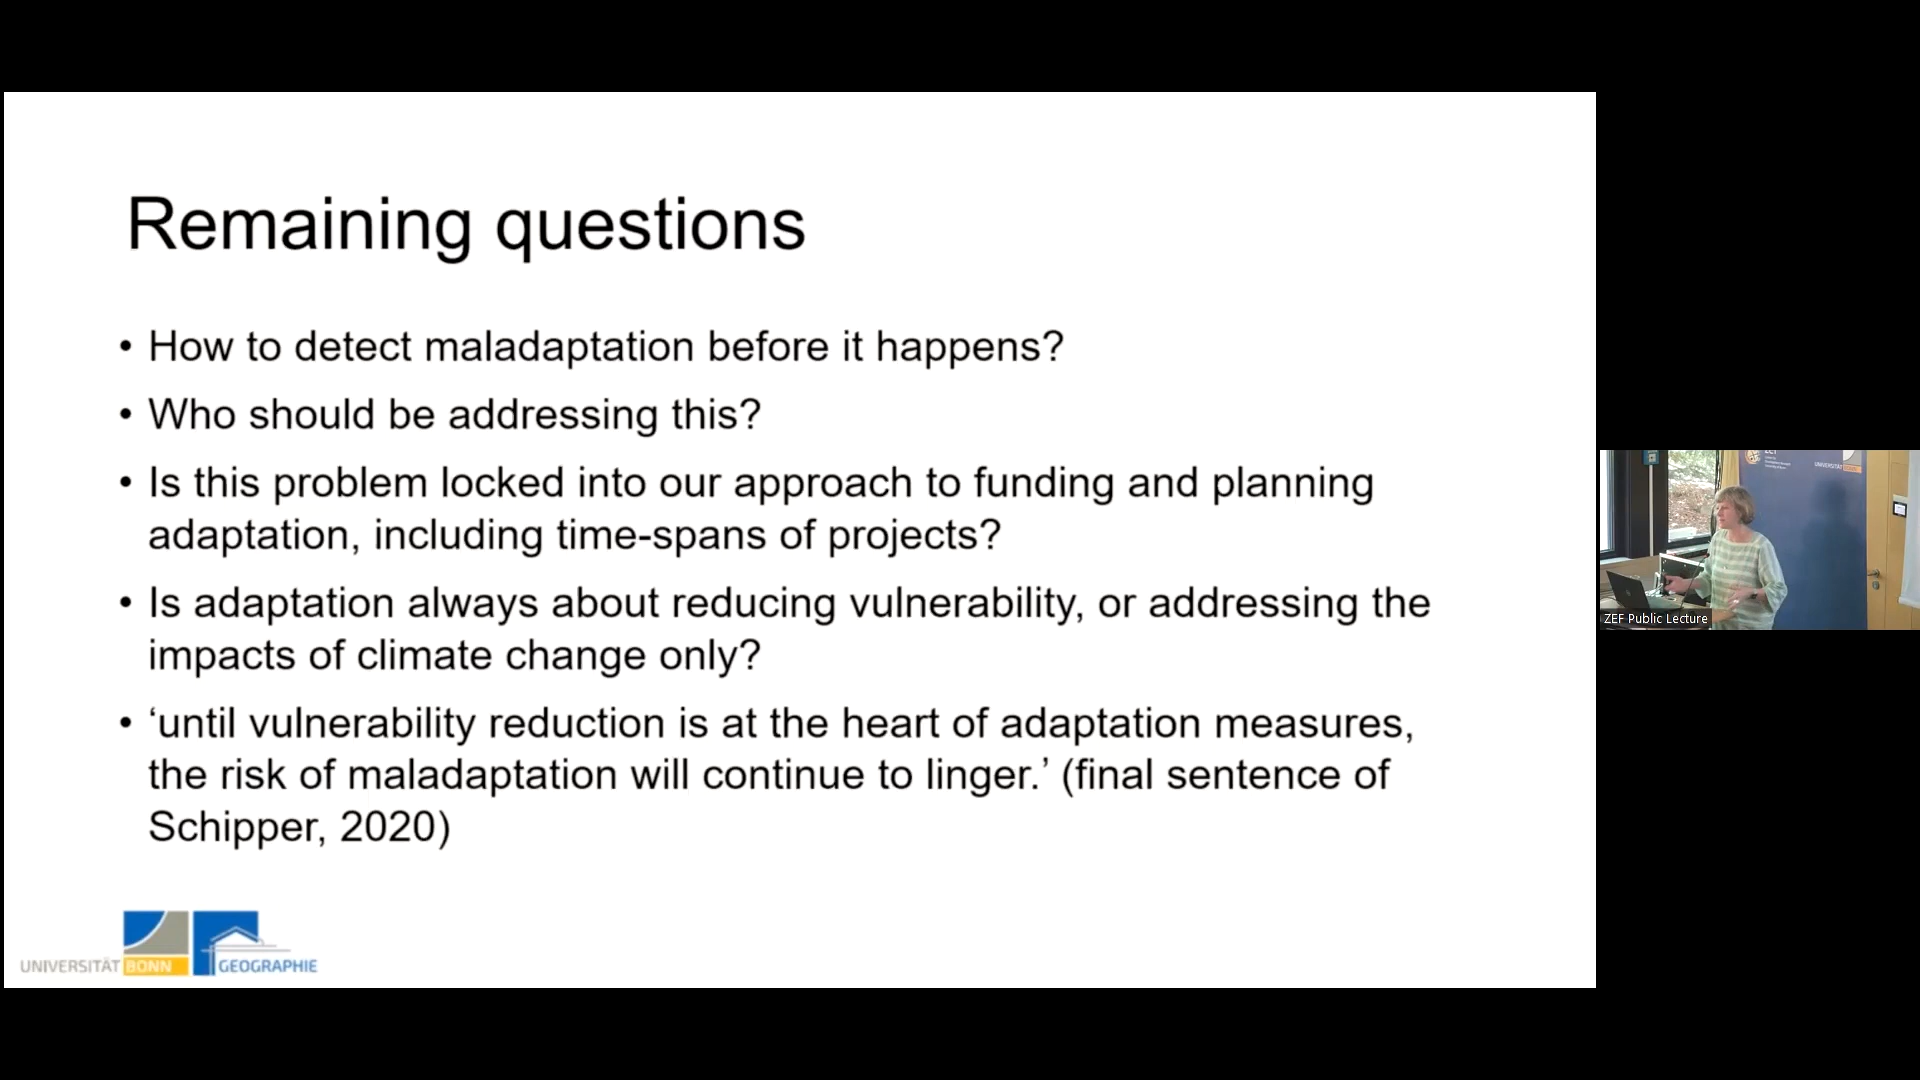 Remaining questions
• How to detect maladaptation before it happens?
• Who should be addressing this?
• Is this problem locked into our approach to funding and planning
adaptation, including time-spans of projects?
• Is adaptation always about reducing vulnerability, or addressing the
impacts of climate change only?
• ‘until vulnerability reduction is at the heart of adaptation measures,
the risk of maladaptation will continue to linger.’ (final sentence of
Schipper, 2020)
UNIVERSITÄT BONN
GEOGRAPHIE
ZEF Public Lecture